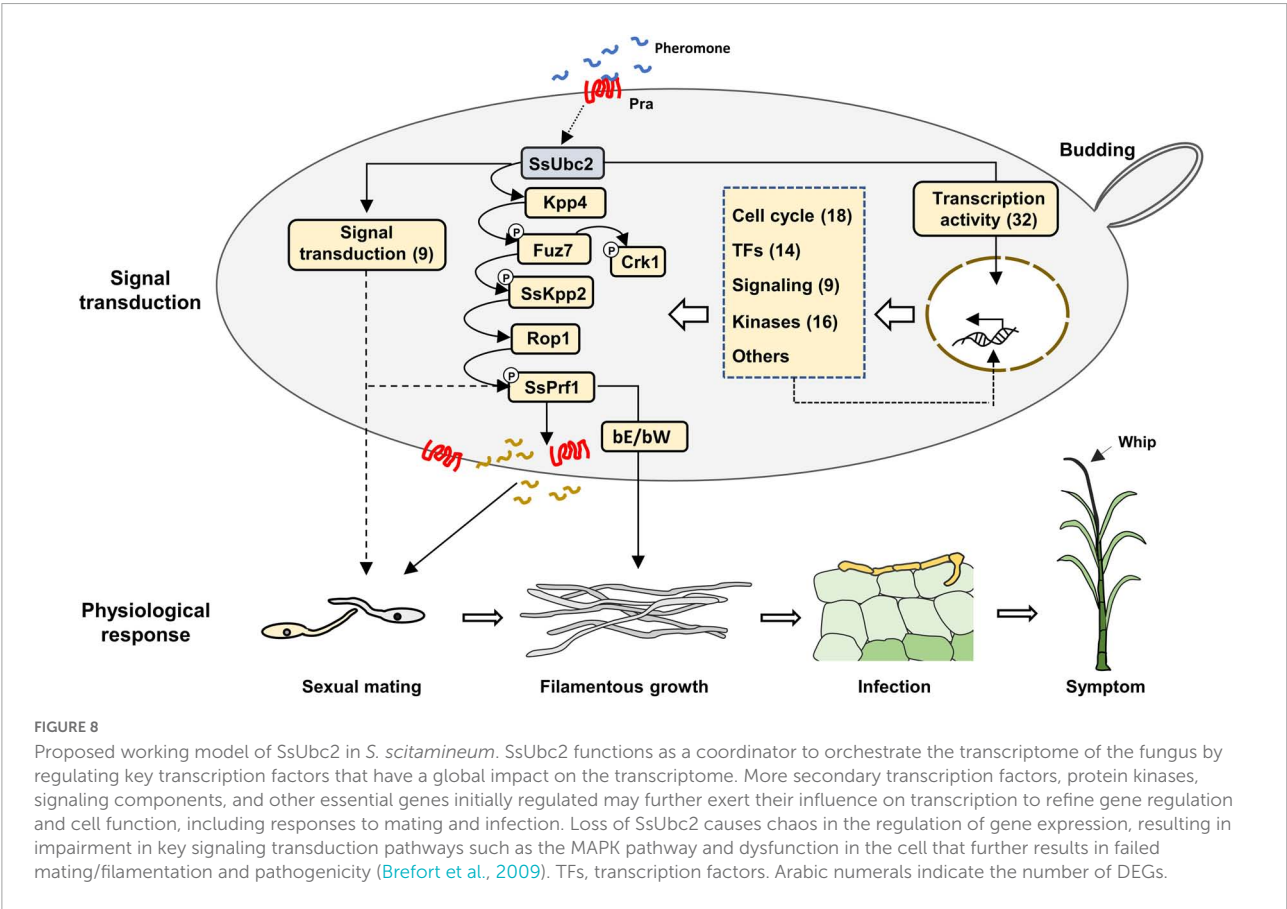 Pheromone
Pra
Budding
SsUbc2
Kpp4
Transcription
activity (32)
Signal
transduction (9)
Cell cycle (18)
TFs (14)
Signaling (9)
Kinases (16)
Others
P
Fuz7
P
Crk1
Signal
transduction
P
SsKpp2
Rop1
P
SsPrf1
bE/bW
Whip
Physiological
response
Sexual mating
Filamentous growth
Infection
Symptom
FIGURE 8
Proposed working model of SsUbc2 in S. scitamineum. SsUbc2 functions as a coordinator to orchestrate the transcriptome of the fungus by
regulating key transcription factors that have a global impact on the transcriptome. More secondary transcription factors, protein kinases,
signaling components, and other essential genes initially regulated may further exert their influence on transcription to refine gene regulation
and cell function, including responses to mating and infection. Loss of SsUbc2 causes chaos in the regulation of gene expression, resulting in
impairment in key signaling transduction pathways such as the MAPK pathway and dysfunction in the cell that further results in failed
mating/filamentation and pathogenicity (Brefort et al., 2009). TFs, transcription factors. Arabic numerals indicate the number of DEGs.